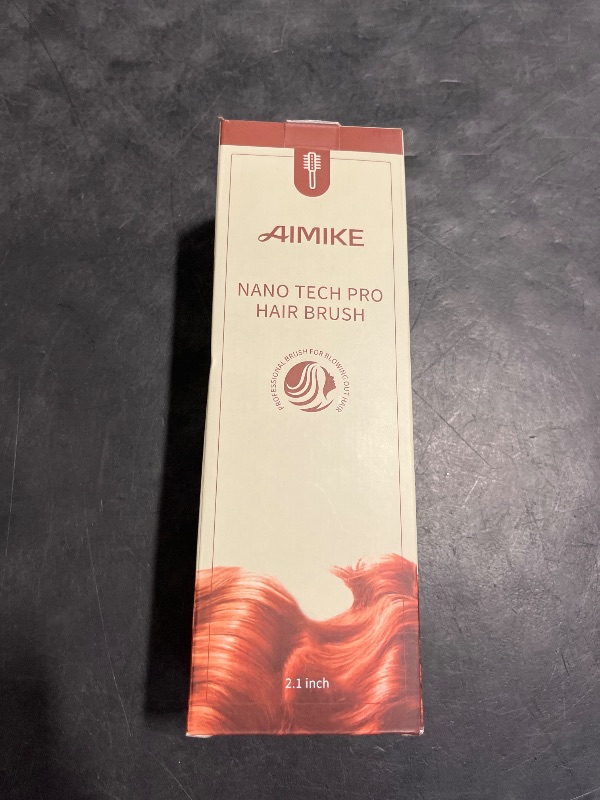 AIMIKE
NANO TECH PRO
HAIR BRUSH
PROFESSIONAL BRUSH FOR BLOWING OUT HAIR
2.1 inch